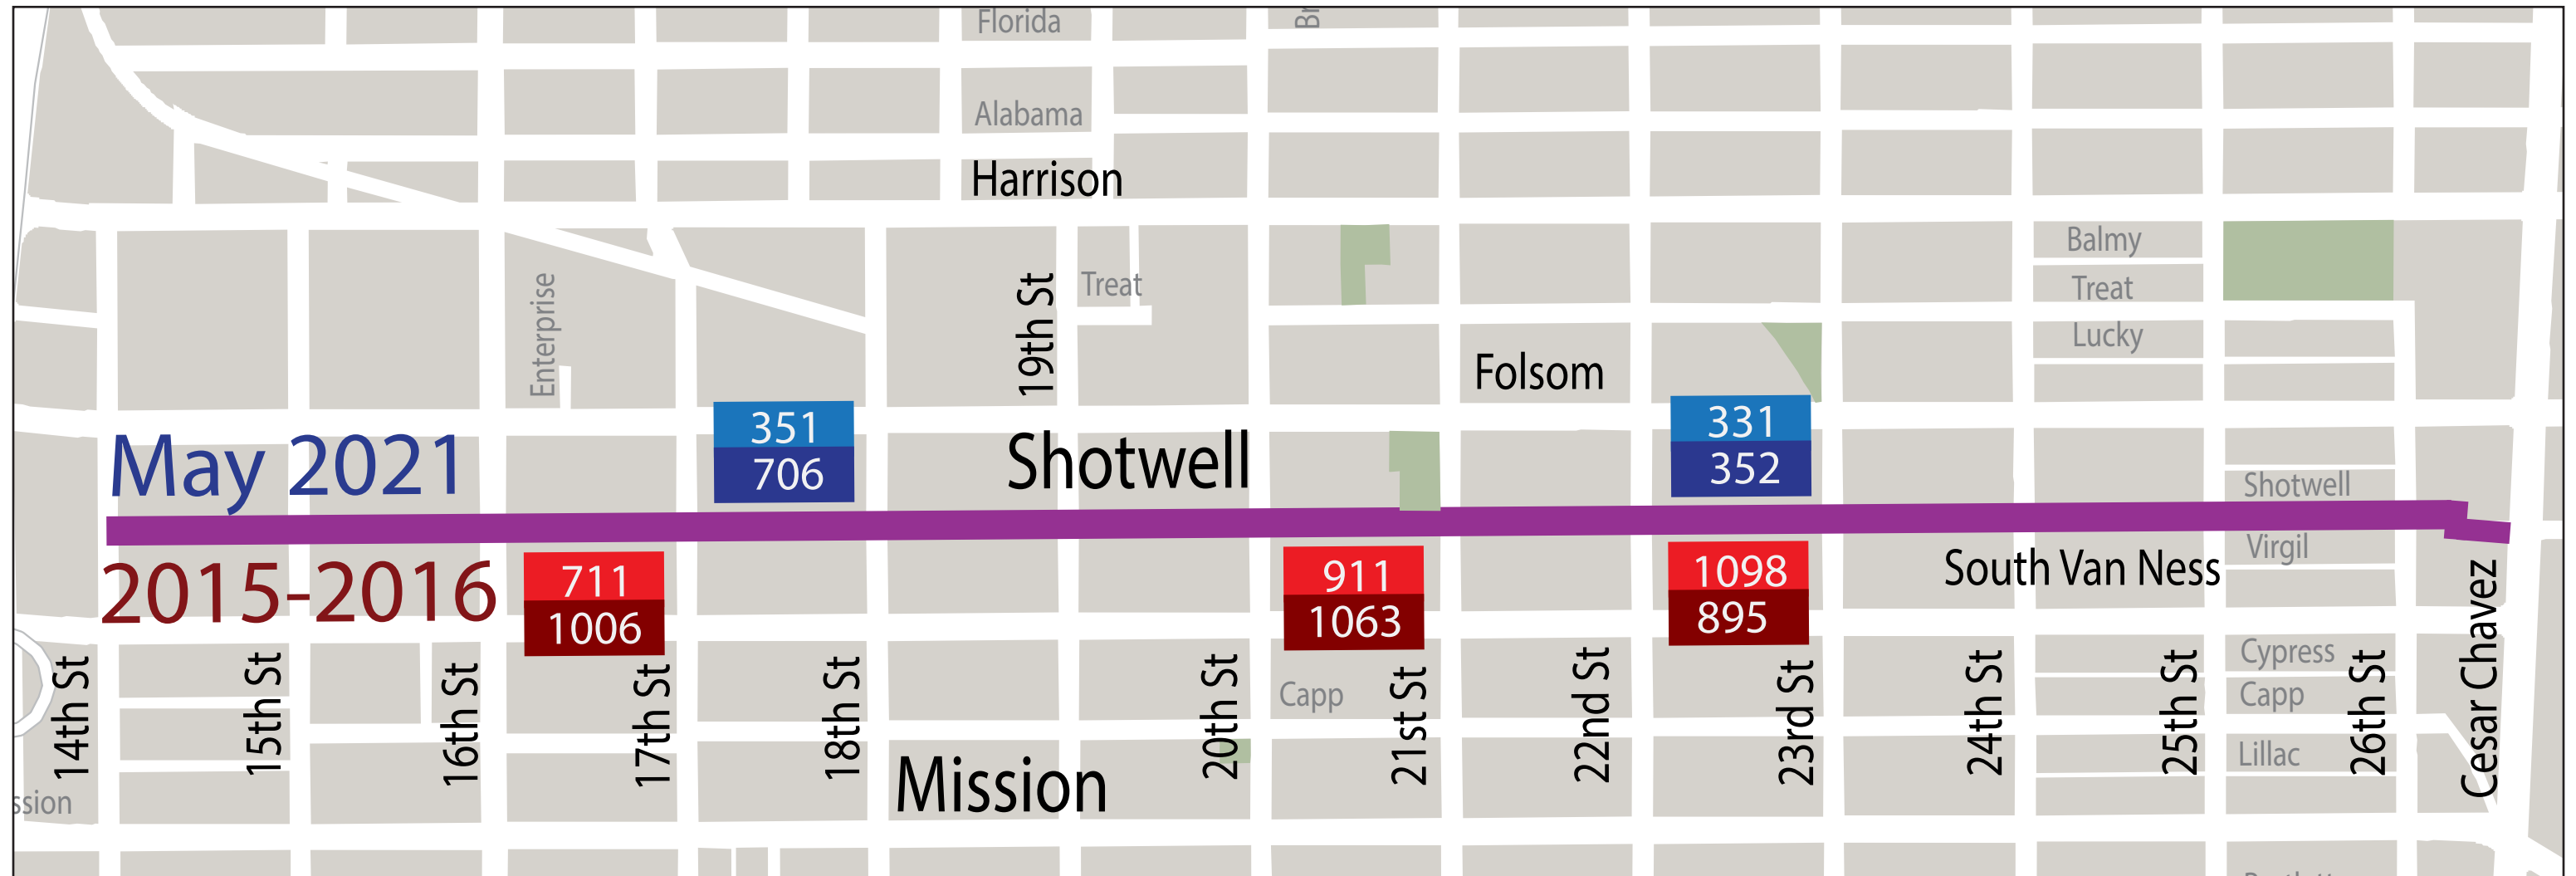 Florida
Br
Alabama
Harrison
Balmy
Enterprise
19th St
Treat
Treat
Lucky
Folsom
351
706
331
352
May 2021
Shotwell
Shotwell
2015-2016
711
1006
911
1063
1098
895
South Van Ness
Virgil
14th St
15th St
16th St
17th St
18th St
20th St
Capp
21st St
22nd St
23rd St
24th St
25th St
Cypress
Capp
Lillac
26th St
Cesar Chavez
ssion
Mission